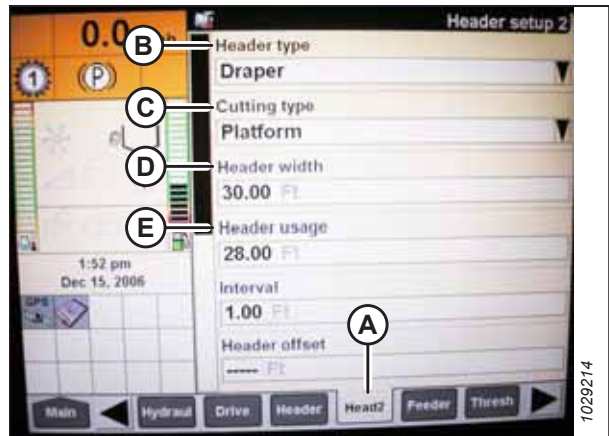 0.0
Header setup 2
B
Header type
Draper
1
(P)
C
Cutting type
Platform
D
Header width
30.00 Ft
E
Header usage
28.00 Ft
1:52 pm
Dec 15, 2006
Interval
1.00 Ft
GPS
A
Header offset
----- Ft
Main
Hydraul
Drive
Header
Head2
Feeder
Thresh
1029214